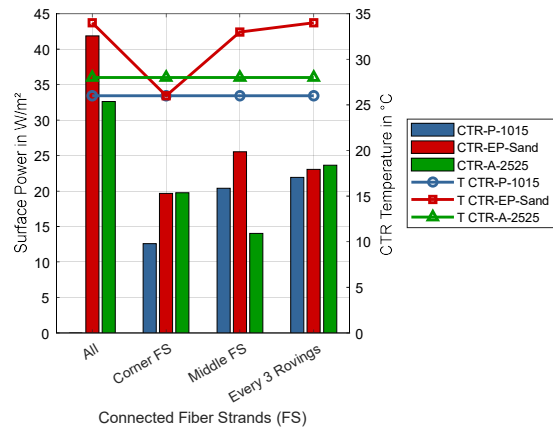 45
40
35
30
25
20
15
10
5
0
Surface Power in W/m²
35
30
25
20
15
10
5
0
CTR Temperature in °C
All
Corner FS
Middle FS
Every 3 Rovings
Connected Fiber Strands (FS)
CTR-P-1015
CTR-EP-Sand
CTR-A-2525
T CTR-P-1015
T CTR-EP-Sand
T CTR-A-2525